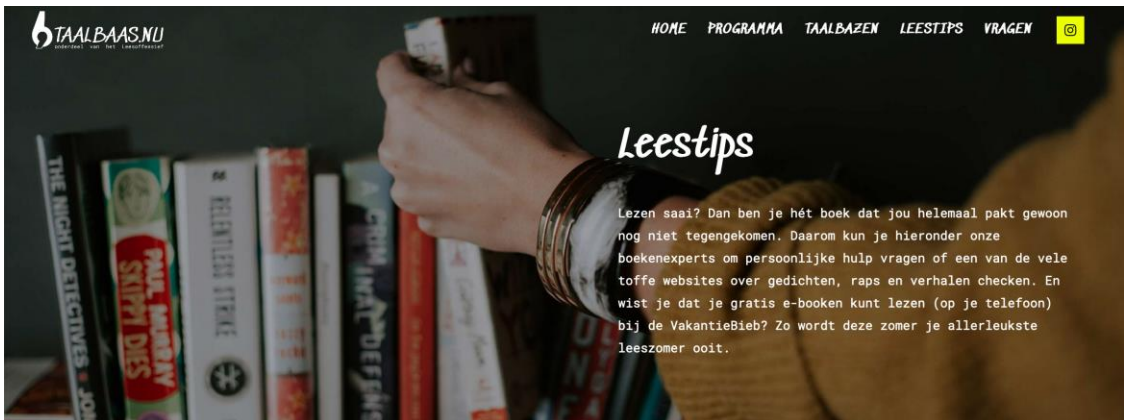 TAALBAAS.NU
onderdeel van het Leesoffensief
HOME PROGRAMMA TAALBAZEN LEESTIPS VRAGEN
Leestips
Lezen saai? Dan ben je hét boek dat jou helemaal pakt gewoon
nog niet tegengekomen. Daarom kun je hieronder onze
boekenexperts om persoonlijke hulp vragen of een van de vele
toffe websites over gedichten, raps en verhalen checken. En
wist je dat je gratis e-booken kunt lezen (op je telefoon)
bij de VakantieBieb? Zo wordt deze zomer je allerleukste
leeszomer ooit.
THE NIGHT DETECTIVES
PAUL MURRAY
SKIPPY DIES
RELENTLESS STRIKE
A CRIMINAL DEFENS